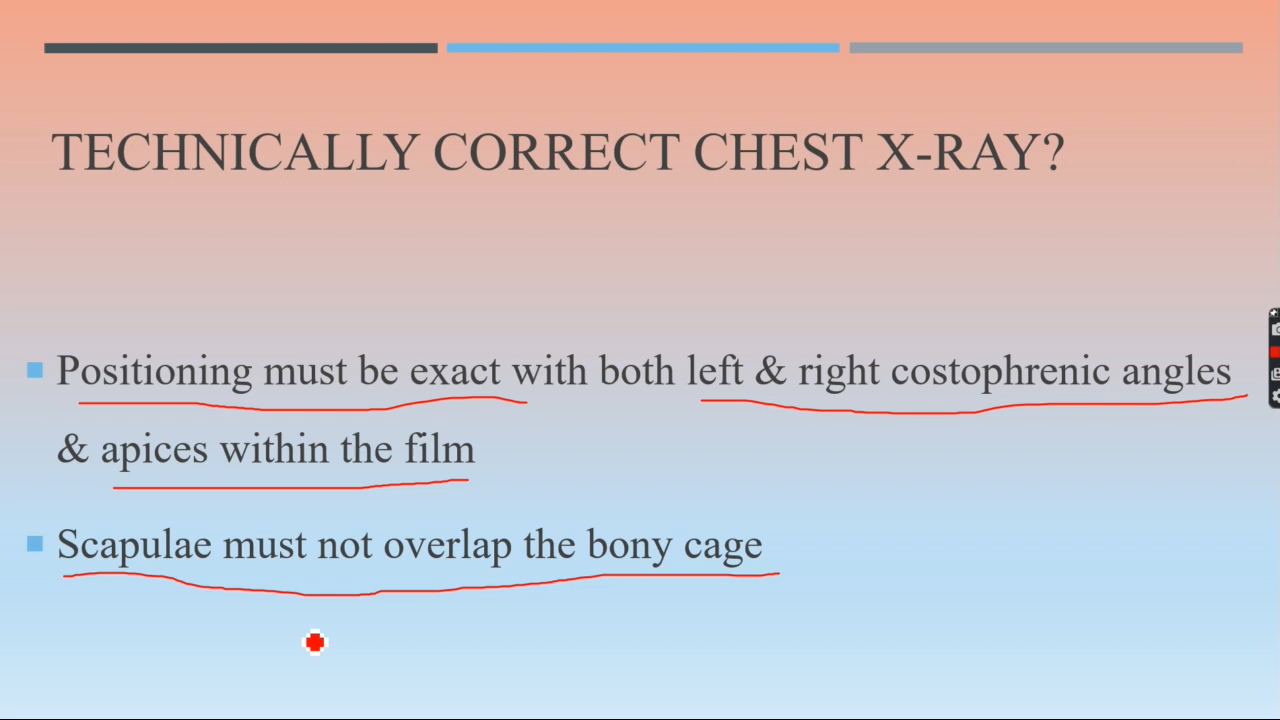 TECHNICALLY CORRECT CHEST X-RAY?
Positioning must be exact with both left & right costophrenic angles
& apices within the film
Scapulae must not overlap the bony cage